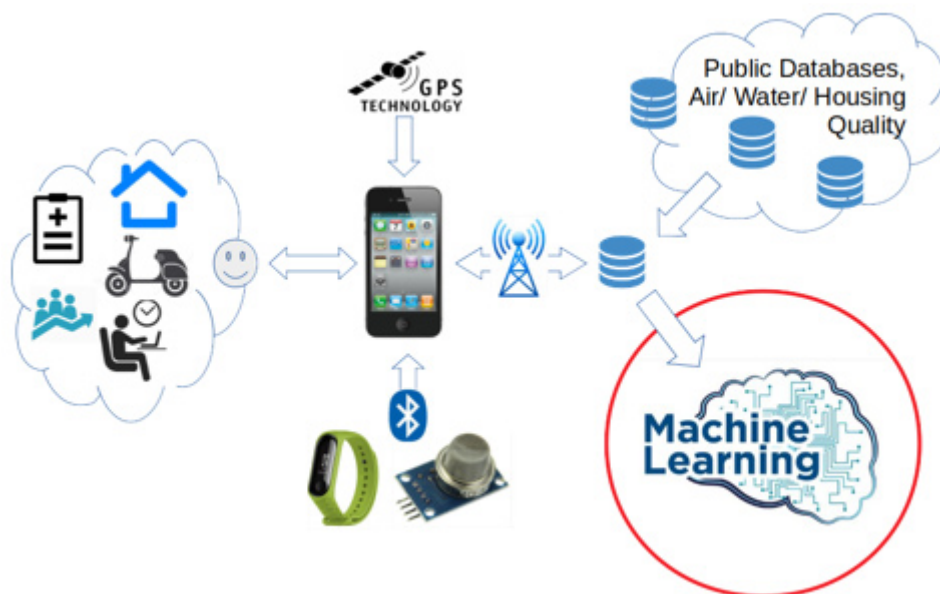 GPS
TECHNOLOGY
Public Databases,
Air/ Water/ Housing
Quality
Machine
Learning